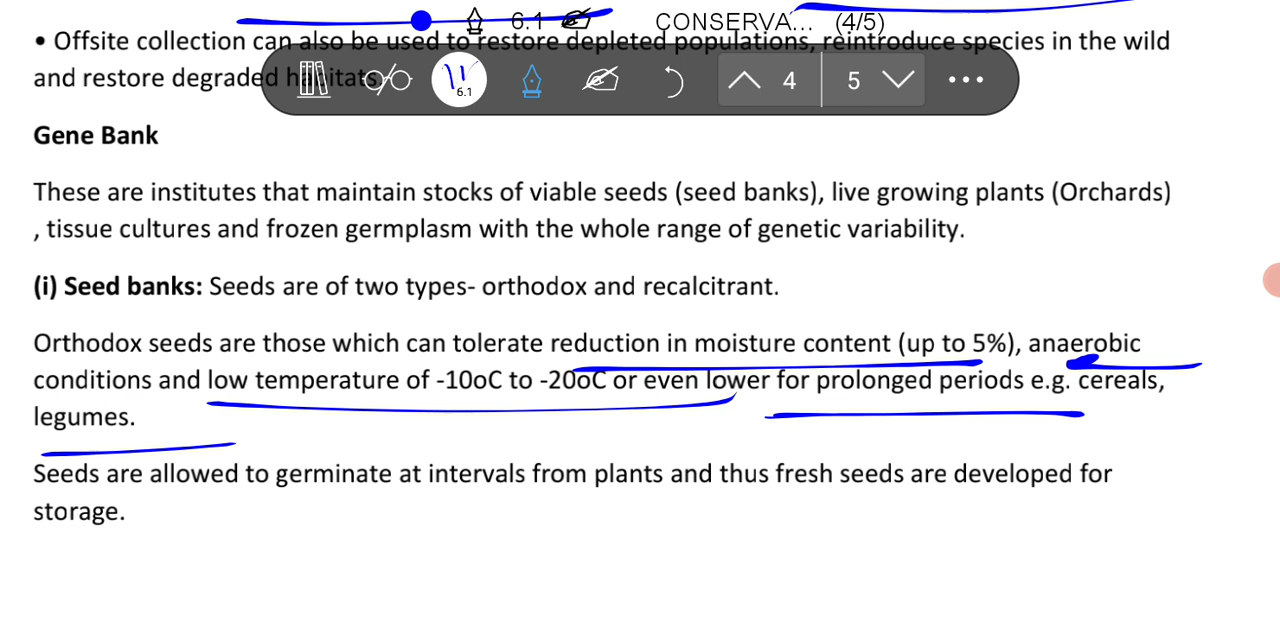 6.1 CONSERVA... (4/5)
• Offsite collection can also be used to restore depleted populations, reintroduce species in the wild
and restore degraded habitats
6.1 4 5
Gene Bank
These are institutes that maintain stocks of viable seeds (seed banks), live growing plants (Orchards)
, tissue cultures and frozen germplasm with the whole range of genetic variability.
(i) Seed banks: Seeds are of two types- orthodox and recalcitrant.
Orthodox seeds are those which can tolerate reduction in moisture content (up to 5%), anaerobic
conditions and low temperature of -10oC to -20oC or even lower for prolonged periods e.g. cereals,
legumes.
Seeds are allowed to germinate at intervals from plants and thus fresh seeds are developed for
storage.